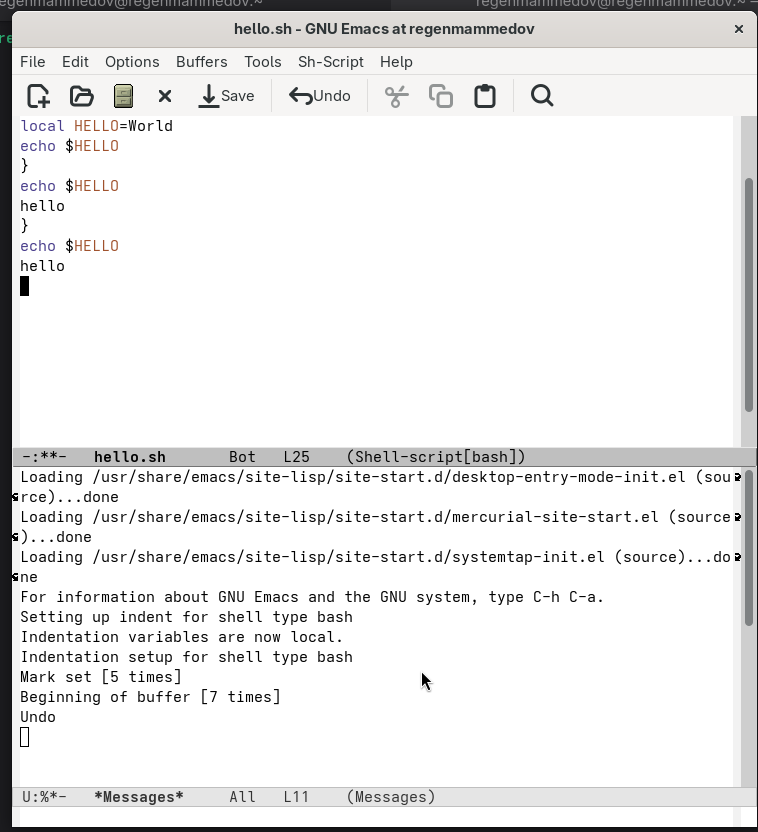 regenmammedov@regenmammedov:~ regenmammedov@regenmammedov:~
re
hello.sh - GNU Emacs at regenmammedov
File Edit Options Buffers Tools Sh-Script Help
Save Undo
local HELLO=World
echo $HELLO
}
echo $HELLO
hello
}
echo $HELLO
hello
-:**- hello.sh Bot L25 (Shell-script[bash])
Loading /usr/share/emacs/site-lisp/site-start.d/desktop-entry-mode-init.el (sou
rce)...done
Loading /usr/share/emacs/site-lisp/site-start.d/mercurial-site-start.el (source
)...done
Loading /usr/share/emacs/site-lisp/site-start.d/systemtap-init.el (source)...do
ne
For information about GNU Emacs and the GNU system, type C-h C-a.
Setting up indent for shell type bash
Indentation variables are now local.
Indentation setup for shell type bash
Mark set [5 times]
Beginning of buffer [7 times]
Undo
U:%*- *Messages* All L11 (Messages)